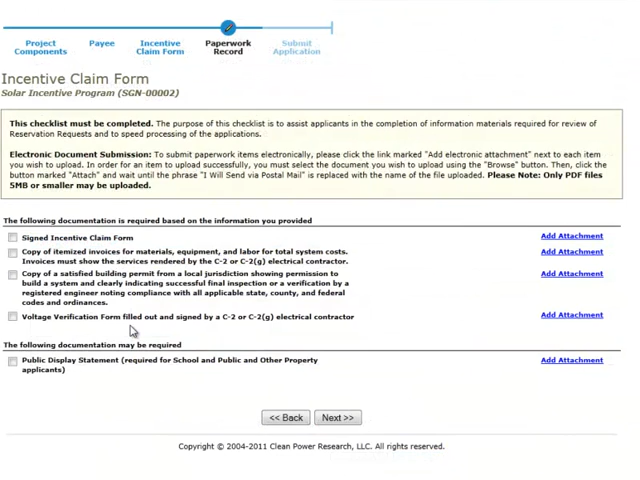 Project
Components
Payee
Incentive
Claim Form
Paperwork
Record
Submit
Application
Incentive Claim Form
Solar Incentive Program (SGN-00002)
This checklist must be completed. The purpose of this checklist is to assist applicants in the completion of information materials required for review of
Reservation Requests and to speed processing of the applications.
Electronic Document Submission: To submit paperwork items electronically, please click the link marked "Add electronic attachment" next to each item
you wish to upload. In order for an item to upload successfully, you must select the document you wish to upload using the "Browse" button. Then, click the
button marked "Attach" and wait until the phrase "I Will Send via Postal Mail" is replaced with the name of the file uploaded. Please Note: Only PDF files
5MB or smaller may be uploaded.
The following documentation is required based on the information you provided
Signed Incentive Claim Form
Add Attachment
Copy of itemized invoices for materials, equipment, and labor for total system costs.
Invoices must show the services rendered by the C-2 or C-2(g) electrical contractor.
Add Attachment
Copy of a satisfied building permit from a local jurisdiction showing permission to
build a system and clearly indicating successful final inspection or a verification by a
registered engineer noting compliance with all applicable state, county, and federal
codes and ordinances.
Add Attachment
Voltage Verification Form filled out and signed by a C-2 or C-2(g) electrical contractor
Add Attachment
The following documentation may be required
Public Display Statement (required for School and Public and Other Property
applicants)
Add Attachment
<< Back
Next >>
Copyright © 2004-2011 Clean Power Research, LLC. All rights reserved.